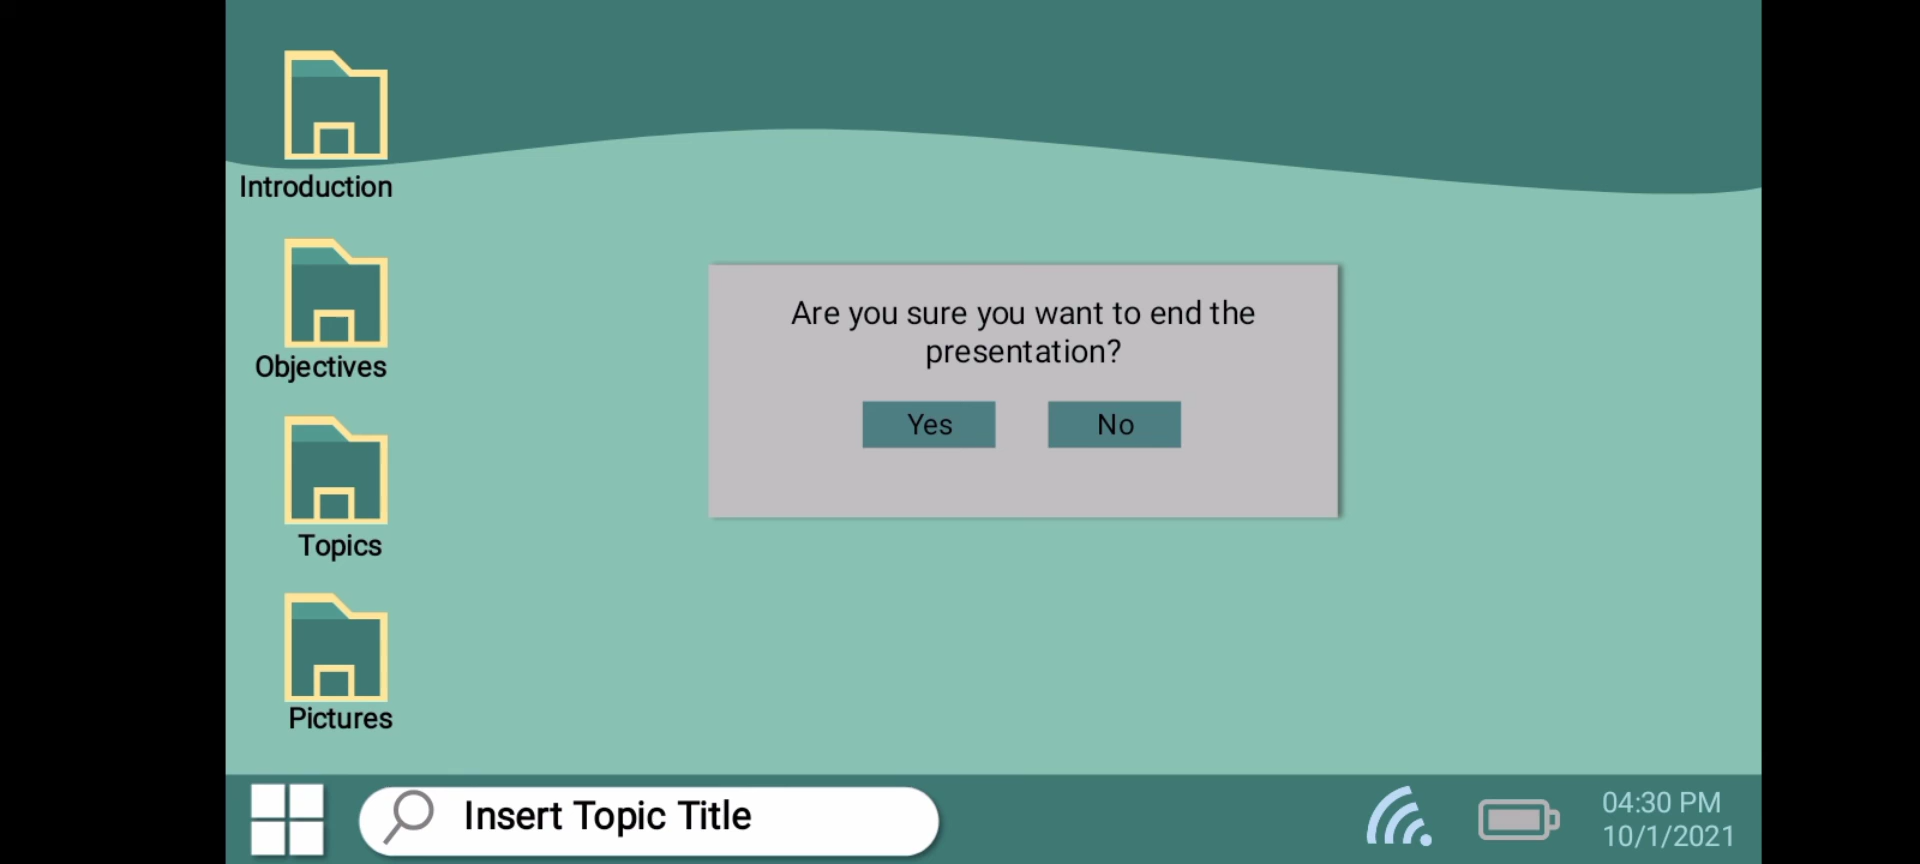 Introduction
Objectives
Topics
Pictures
Are you sure you want to end the
presentation?
Yes
No
Insert Topic Title
04:30 PM
10/1/2021